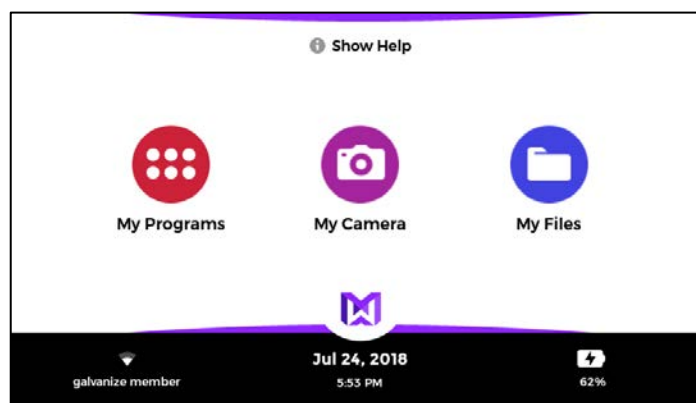 Show Help
My Programs
My Camera
My Files
Jul 24, 2018
galvanize member
5:53 PM
62%